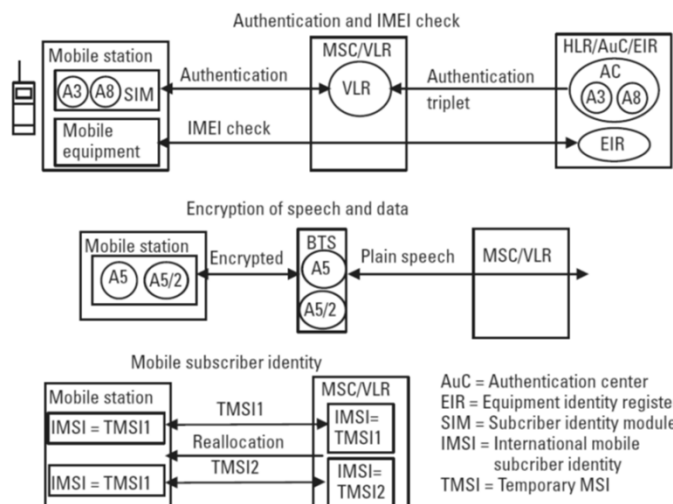 Authentication and IMEI check
Mobile station
A3 A8 SIM
Mobile
equipment
Authentication
IMEI check
MSC/VLR
VLR
Authentication
triplet
HLR/AuC/EIR
AC
A3 A8
EIR
Encryption of speech and data
Mobile station
A5 A5/2
Encrypted
BTS
A5
A5/2
Plain speech
MSC/VLR
Mobile subscriber identity
Mobile station
IMSI = TMSI1
IMSI = TMSI1
TMSI1
Reallocation
TMSI2
MSC/VLR
IMSI=
TMSI1
IMSI=
TMSI2
AuC = Authentication center
EIR = Equipment identity registe
SIM = Subcriber identity module
IMSI = International mobile
subcriber identity
TMSI = Temporary MSI